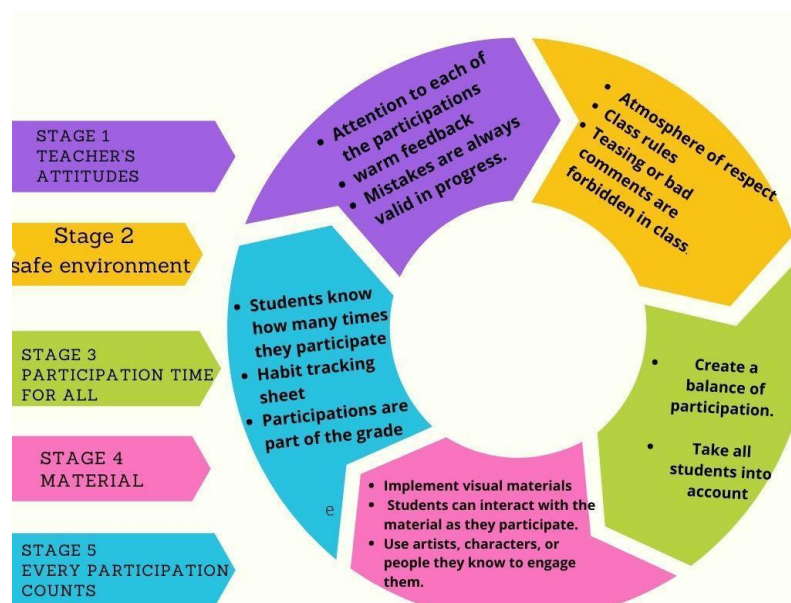 STAGE 1
TEACHER'S
ATTITUDES
Stage 2
safe environment
STAGE 3
PARTICIPATION TIME
FOR ALL
STAGE 4
MATERIAL
STAGE 5
EVERY PARTICIPATION
COUNTS
• Attention to each of
the participations
• warm feedback
• Mistakes are always
valid in progress.
• Atmosphere of respect
• Class rules
• Teasing or bad
comments are
forbidden in class.
• Create a
balance of
participation.
• Take all
students into
account
• Implement visual materials
• Students can interact with the
material as they participate.
• Use artists, characters, or
people they know to engage
them.
• Students know
how many times
they participate
• Habit tracking
sheet
• Participations are
part of the grade
e